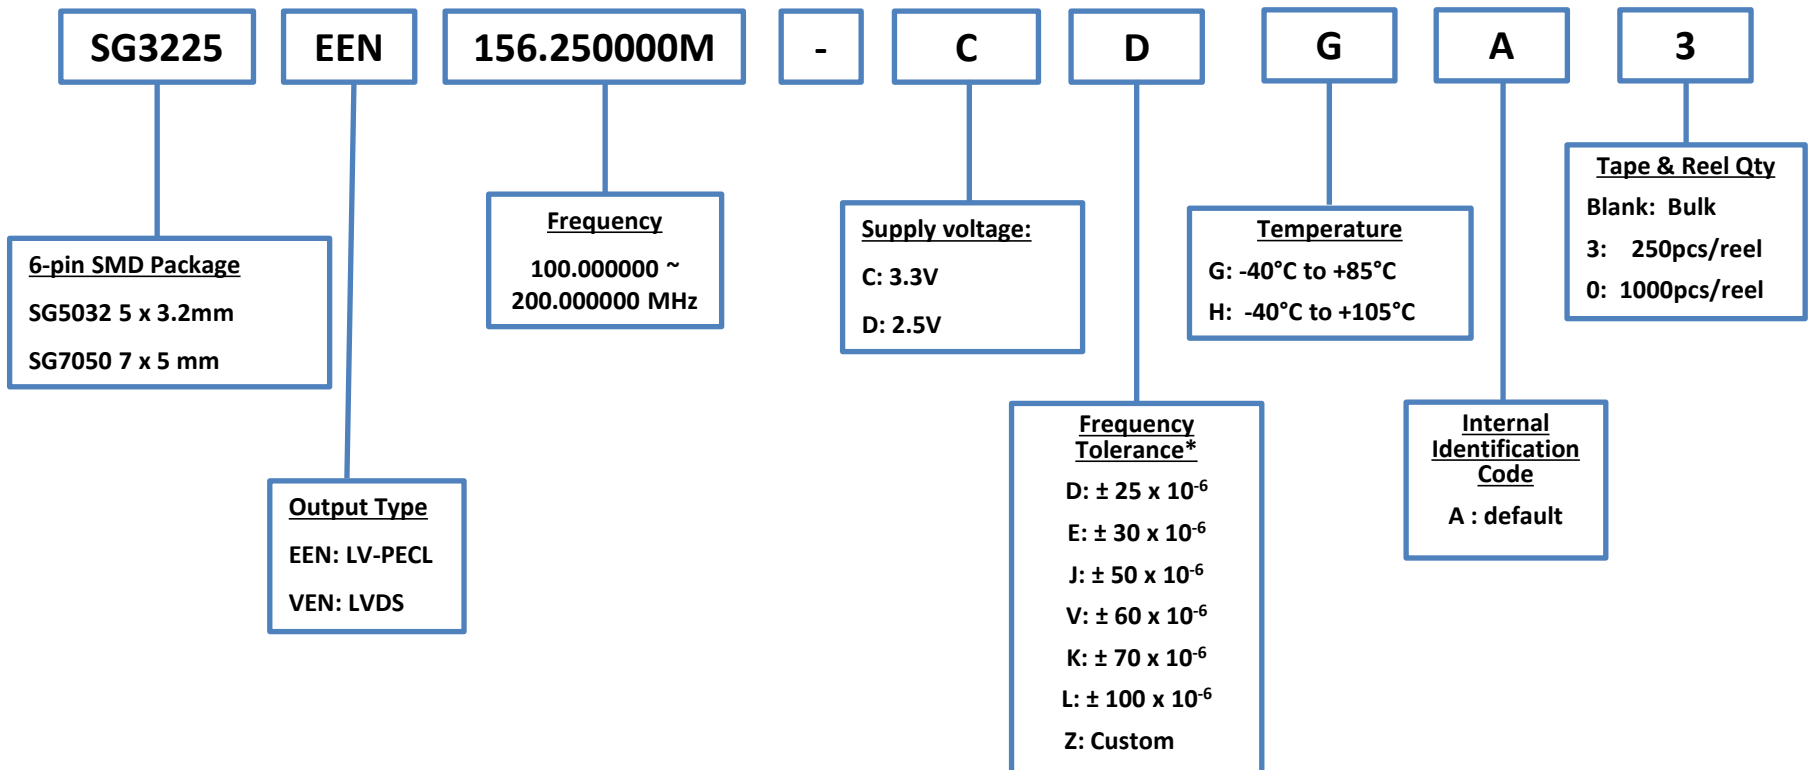 SG3225 EEN 156.250000M - C D G A 3
6-pin SMD Package
SG5032 5 x 3.2mm
SG7050 7 x 5 mm
Output Type
EEN: LV-PECL
VEN: LVDS
Frequency
100.000000 ~
200.000000 MHz
Supply voltage:
C: 3.3V
D: 2.5V
Frequency
Tolerance*
D: ± 25 x 10⁻⁶
E: ± 30 x 10⁻⁶
J: ± 50 x 10⁻⁶
V: ± 60 x 10⁻⁶
K: ± 70 x 10⁻⁶
L: ± 100 x 10⁻⁶
Z: Custom
Temperature
G: -40°C to +85°C
H: -40°C to +105°C
Internal
Identification
Code
A : default
Tape & Reel Qty
Blank: Bulk
3: 250pcs/reel
0: 1000pcs/reel